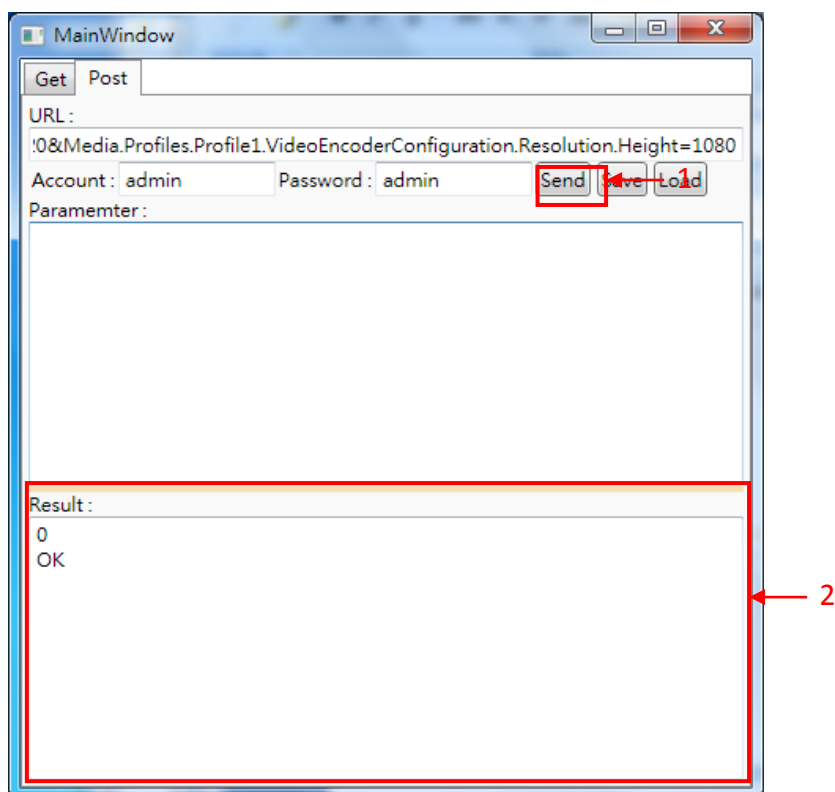 MainWindow
Get Post
URL :
:0&Media.Profiles.Profile1.VideoEncoderConfiguration.Resolution.Height=1080
Account : admin Password : admin Send Save Load 1
Paramemter :
Result :
0
OK
2